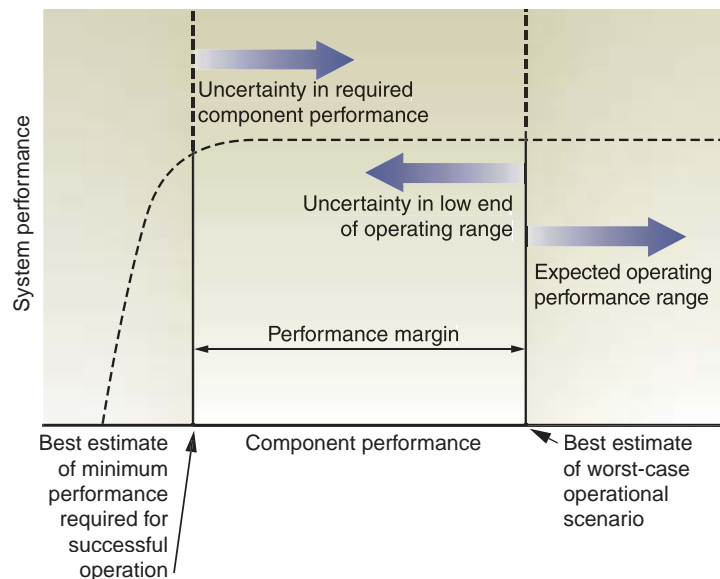 Uncertainty in required
component performance
Uncertainty in low end
of operating range
Expected operating
performance range
System performance
Performance margin
Best estimate
of minimum
performance
required for
successful
operation
Component performance
Best estimate
of worst-case
operational
scenario